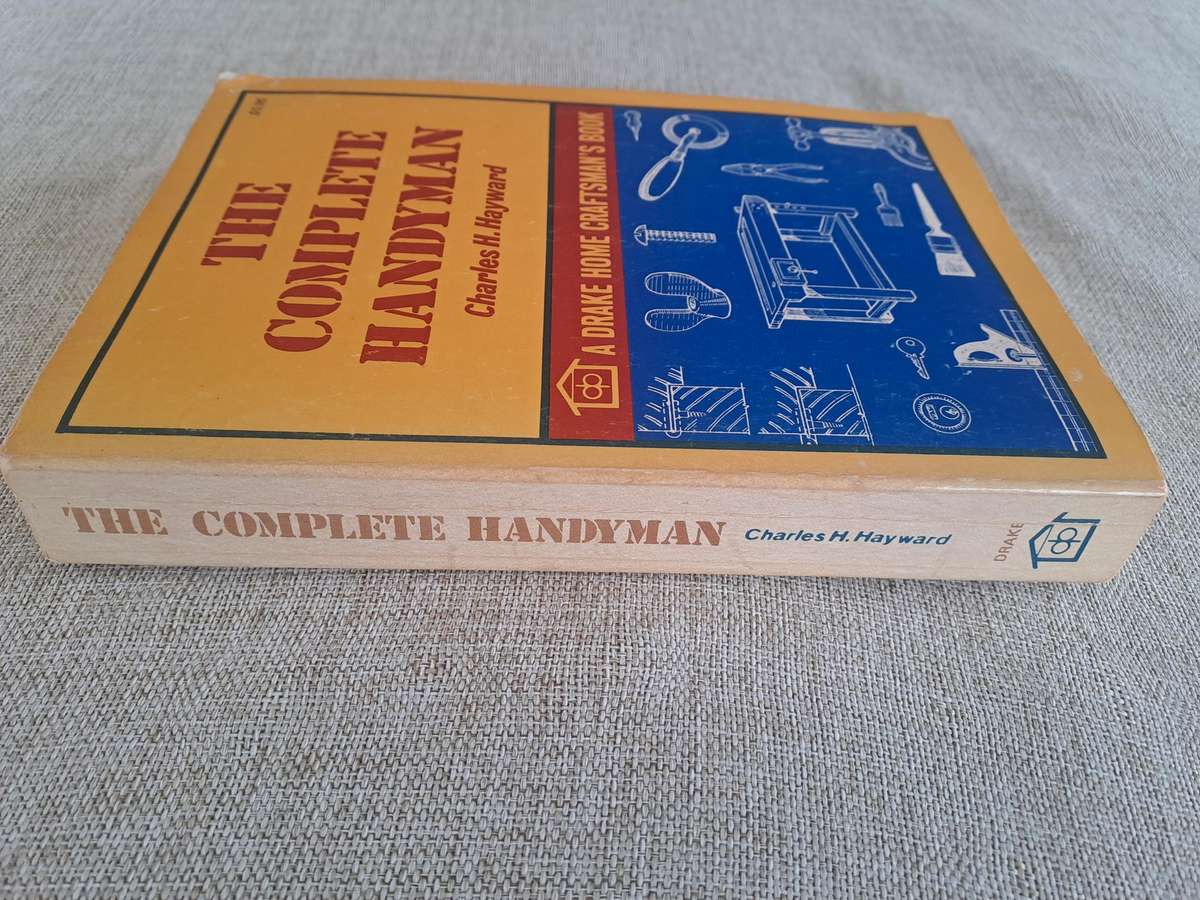 THE
COMPLETE
HANDYMAN
Charles H. Hayward
A DRAKE HOME CRAFTSMAN'S BOOK
THE COMPLETE HANDYMAN Charles H. Hayward DRAKE